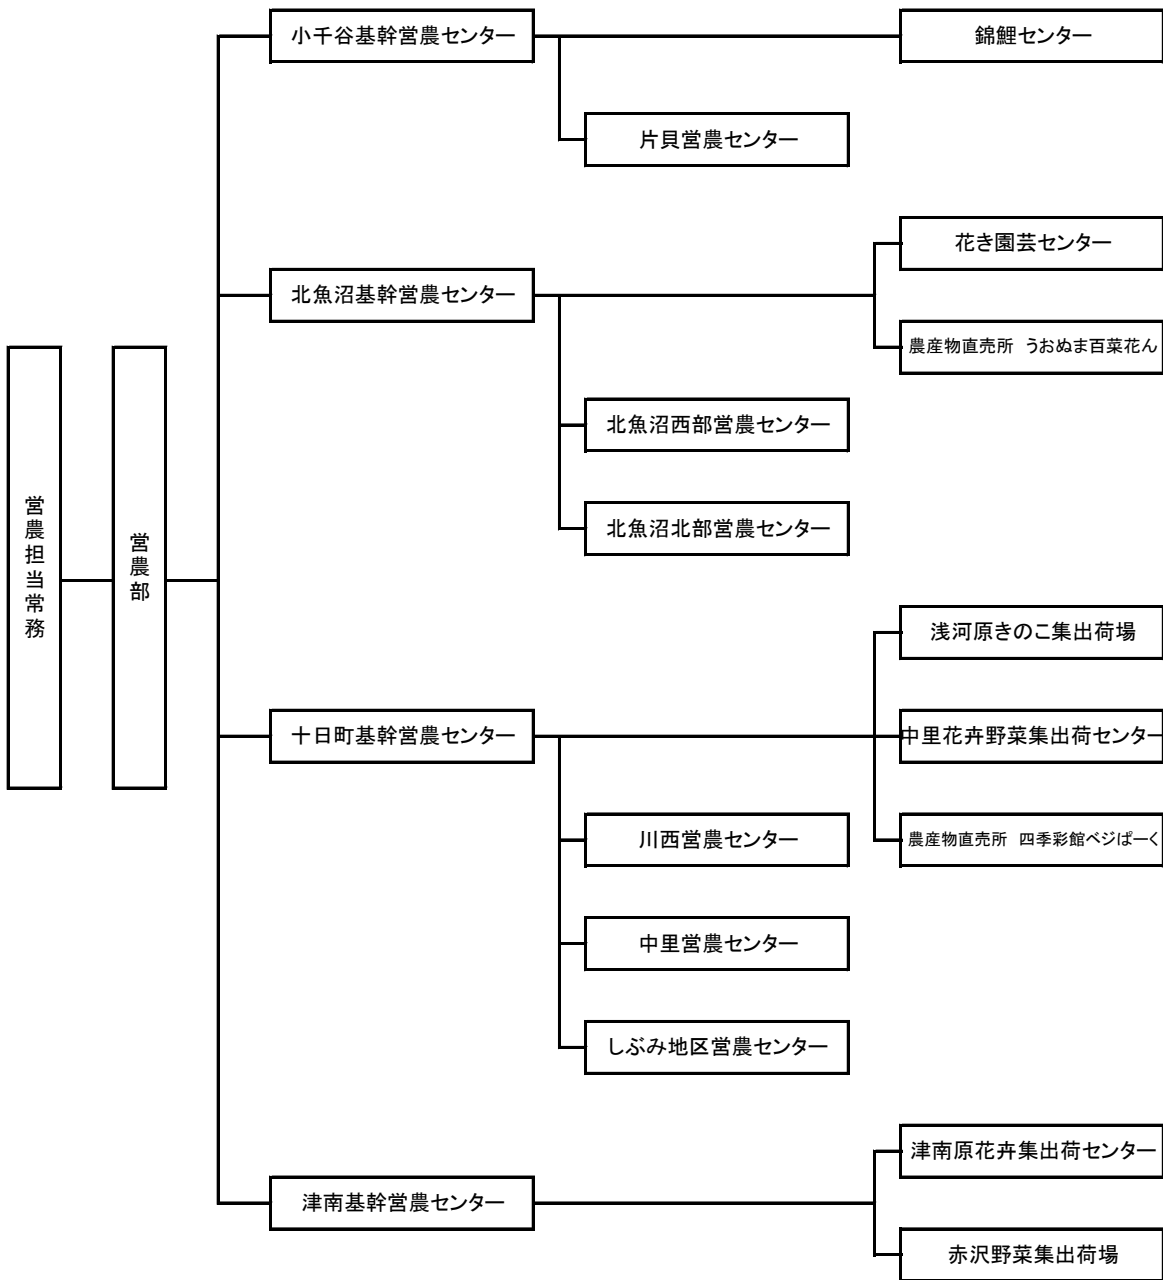 小千谷基幹営農センター
錦鯉センター
片貝営農センター
花き園芸センター
北魚沼基幹営農センター
農産物直売所　うおぬま百菜花ん
北魚沼西部営農センター
北魚沼北部営農センター
営農担当常務
営農部
浅河原きのこ集出荷場
十日町基幹営農センター
中里花卉野菜集出荷センター
川西営農センター
農産物直売所　四季彩館ベジぱーく
中里営農センター
しぶみ地区営農センター
津南原花卉集出荷センター
津南基幹営農センター
赤沢野菜集出荷場